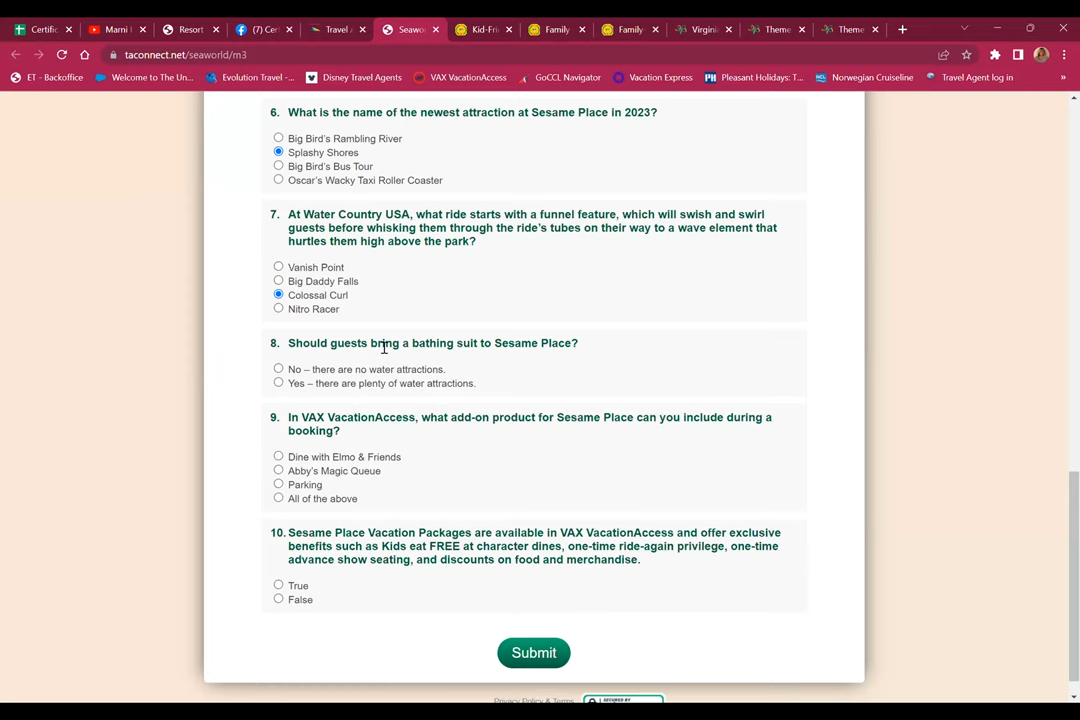 Certific
Marni
Resort
(7) Cer
Travel
Seawo
Kid-Fri
Family
Family
Virgini
Theme
Theme
taconnect.net/seaworld/m3
ET - Backoffice
Welcome to The Un...
Evolution Travel -...
Disney Travel Agents
VAX VacationAccess
GoCCL Navigator
Vacation Express
Pleasant Holidays: T...
Norwegian Cruiseline
Travel Agent log in
»
6. What is the name of the newest attraction at Sesame Place in 2023?
Big Bird's Rambling River
Splashy Shores
Big Bird's Bus Tour
Oscar's Wacky Taxi Roller Coaster
7. At Water Country USA, what ride starts with a funnel feature, which will swish and swirl
guests before whisking them through the ride's tubes on their way to a wave element that
hurtles them high above the park?
Vanish Point
Big Daddy Falls
Colossal Curl
Nitro Racer
8. Should guests bring a bathing suit to Sesame Place?
No – there are no water attractions.
Yes – there are plenty of water attractions.
9. In VAX VacationAccess, what add-on product for Sesame Place can you include during a
booking?
Dine with Elmo & Friends
Abby's Magic Queue
Parking
All of the above
10. Sesame Place Vacation Packages are available in VAX VacationAccess and offer exclusive
benefits such as Kids eat FREE at character dines, one-time ride-again privilege, one-time
advance show seating, and discounts on food and merchandise.
True
False
Submit
Privacy Policy & Terms
SECURED BY